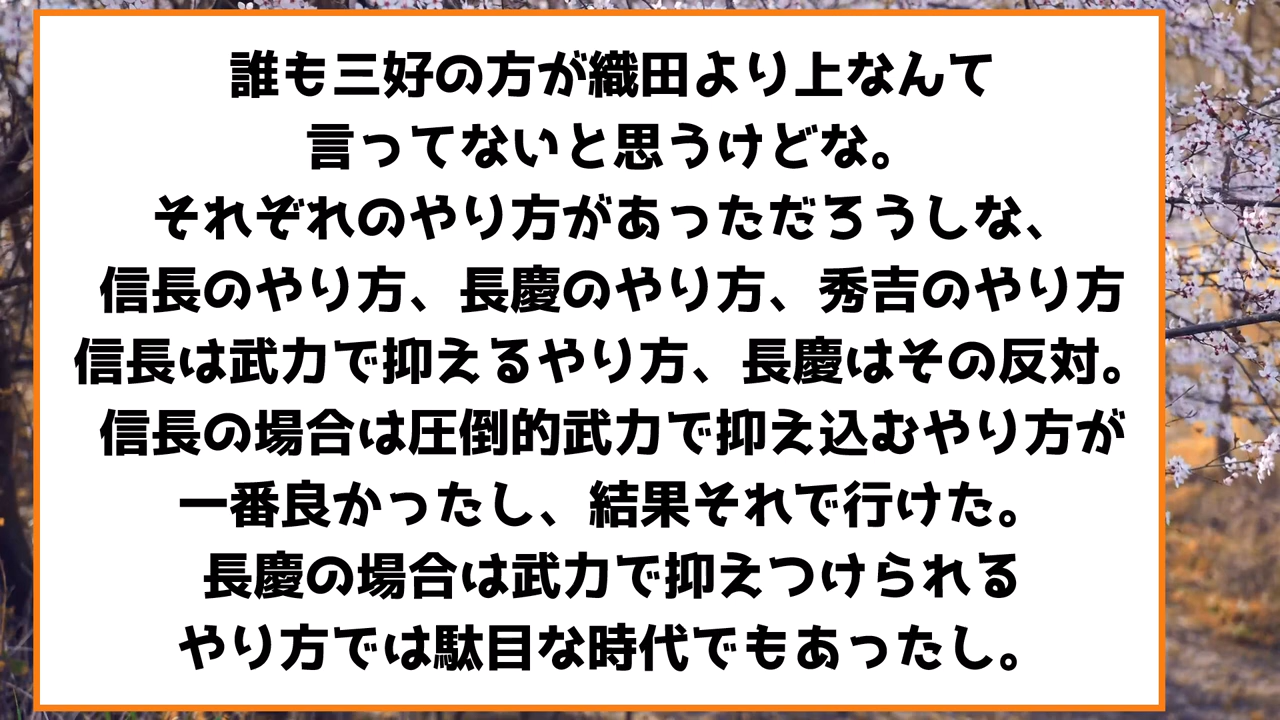 誰も三好の方が織田より上なんて
言ってないと思うけどな。
それぞれのやり方があっただろうしな、
信長のやり方、長慶のやり方、秀吉のやり方
信長は武力で抑えるやり方、長慶はその反対。
信長の場合は圧倒的武力で抑え込むやり方が
一番良かったし、結果それで行けた。
長慶の場合は武力で抑えつけられる
やり方では駄目な時代でもあったし。